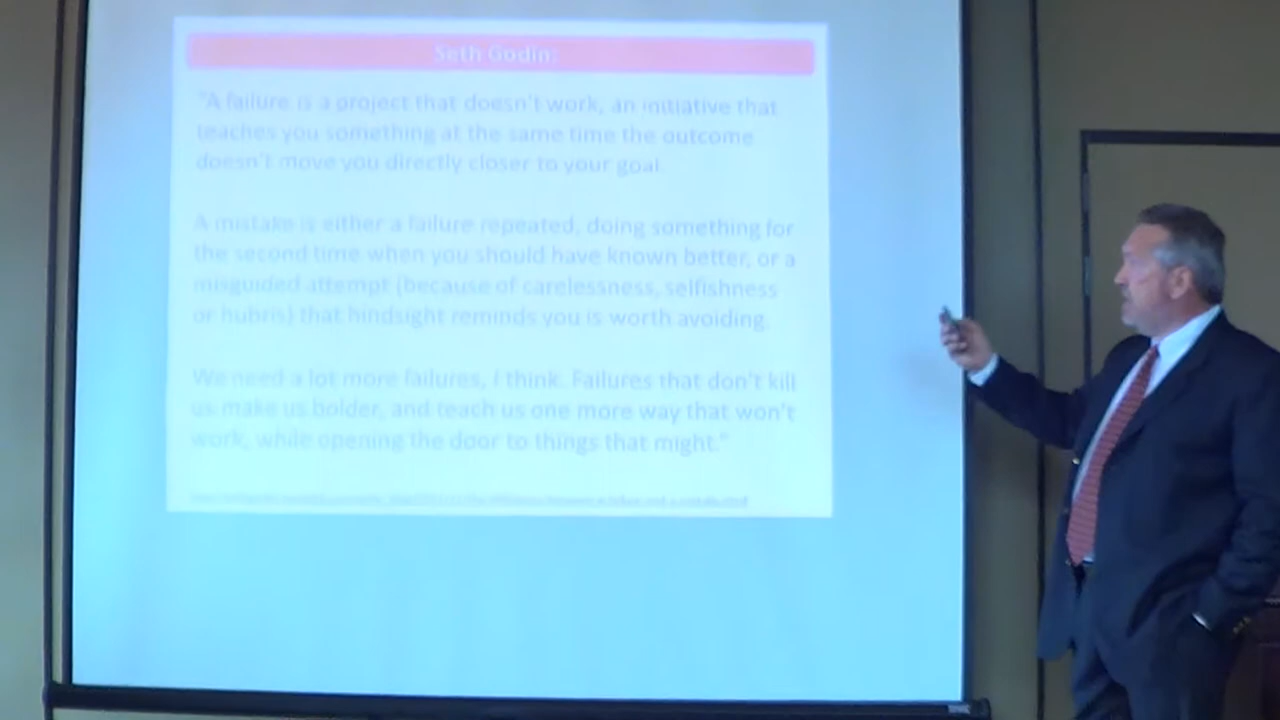 Seth Godin:
"A failure is a project that doesn't work, an initiative that
teaches you something at the same time the outcome
doesn't move you directly closer to your goal.
A mistake is either a failure repeated, doing something for
the second time when you should have known better, or a
misguided attempt (because of carelessness, selfishness
or hubris) that hindsight reminds you is worth avoiding.
We need a lot more failures, I think. Failures that don't kill
us make us bolder, and teach us one more way that won't
work, while opening the door to things that might."